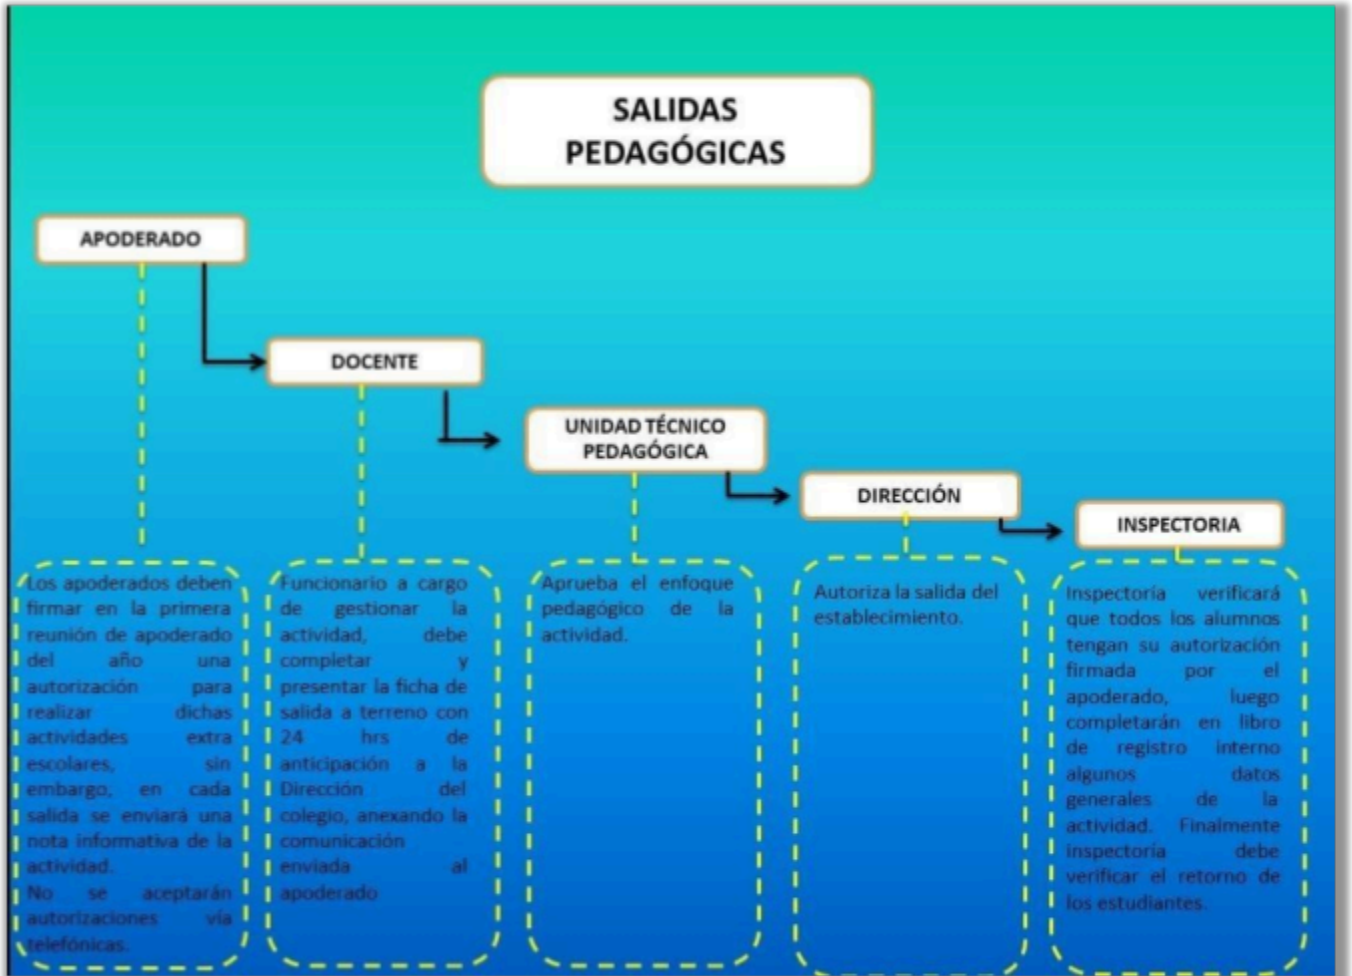 SALIDAS
PEDAGÓGICAS
APODERADO
DOCENTE
UNIDAD TÉCNICO
PEDAGÓGICA
DIRECCIÓN
INSPECTORIA
Los apoderados deben
firmar en la primera
reunión de apoderado
del año una
autorización para
realizar dichas
actividades extra
escolares, sin
embargo, en cada
salida se enviará una
nota informativa de la
actividad.
No se aceptarán
autorizaciones vía
telefónicas.
Funcionario a cargo
de gestionar la
actividad, debe
completar y
presentar la ficha de
salida a terreno con
24 hrs de
anticipación a la
Dirección del
colegio, anexando la
comunicación
enviada al
apoderado
Aprueba el enfoque
pedagógico de la
actividad.
Autoriza la salida del
establecimiento.
Inspectoría verificará
que todos los alumnos
tengan su autorización
firmada por el
apoderado, luego
completarán en libro
de registro interno
algunos datos
generales de la
actividad. Finalmente
inspectoría debe
verificar el retorno de
los estudiantes.